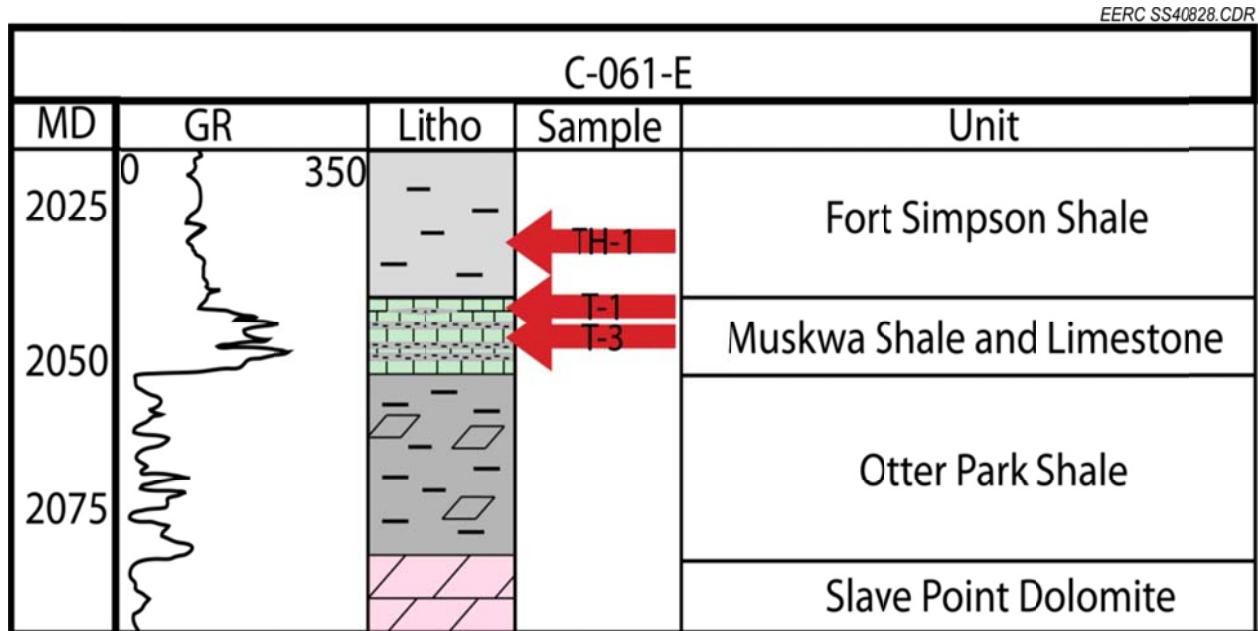 EERC SS40828.CDR
C-061-E
MD GR Litho Sample Unit
0 350
2025
TH-1
Fort Simpson Shale
T-1
T-3
Muskwa Shale and Limestone
2050
Otter Park Shale
2075
Slave Point Dolomite